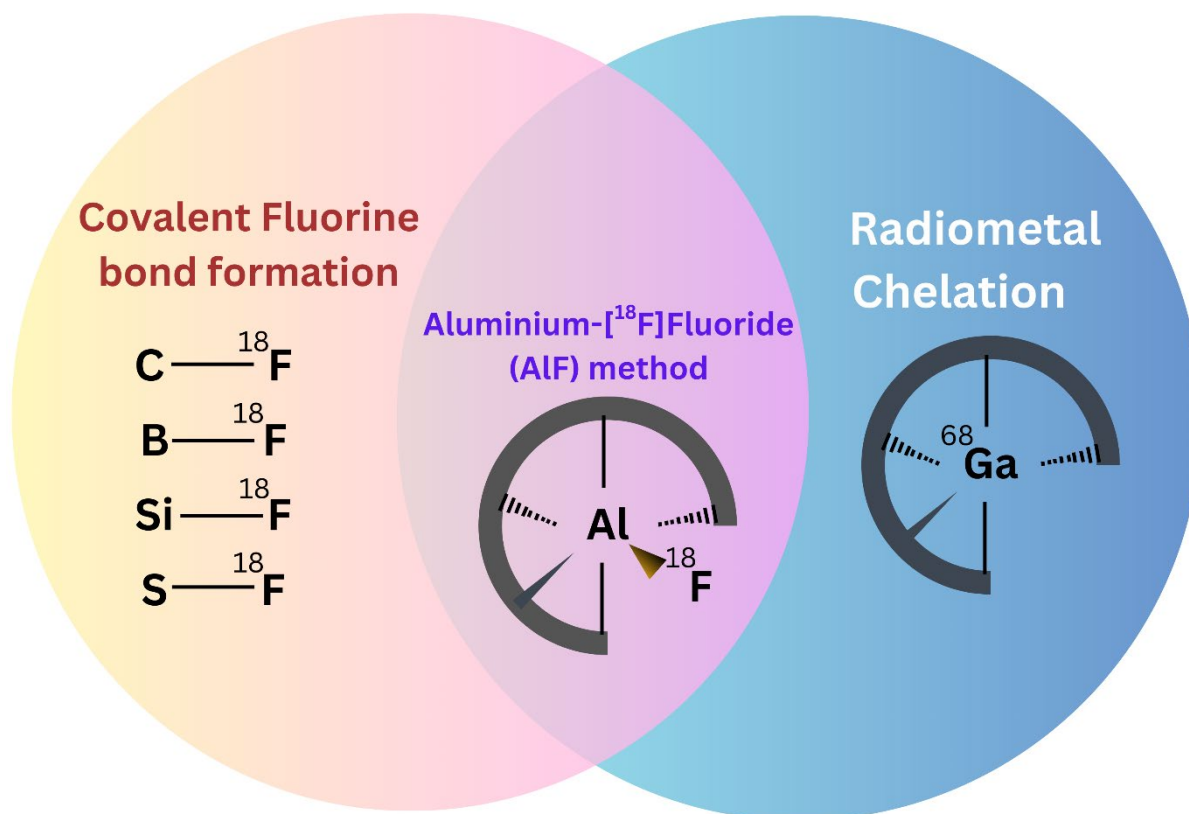 Covalent Fluorine
bond formation
C—¹⁸F
B—¹⁸F
Si—¹⁸F
S—¹⁸F
Aluminium-[¹⁸F]Fluoride
(AlF) method
Al
¹⁸F
Radiometal
Chelation
⁶⁸Ga